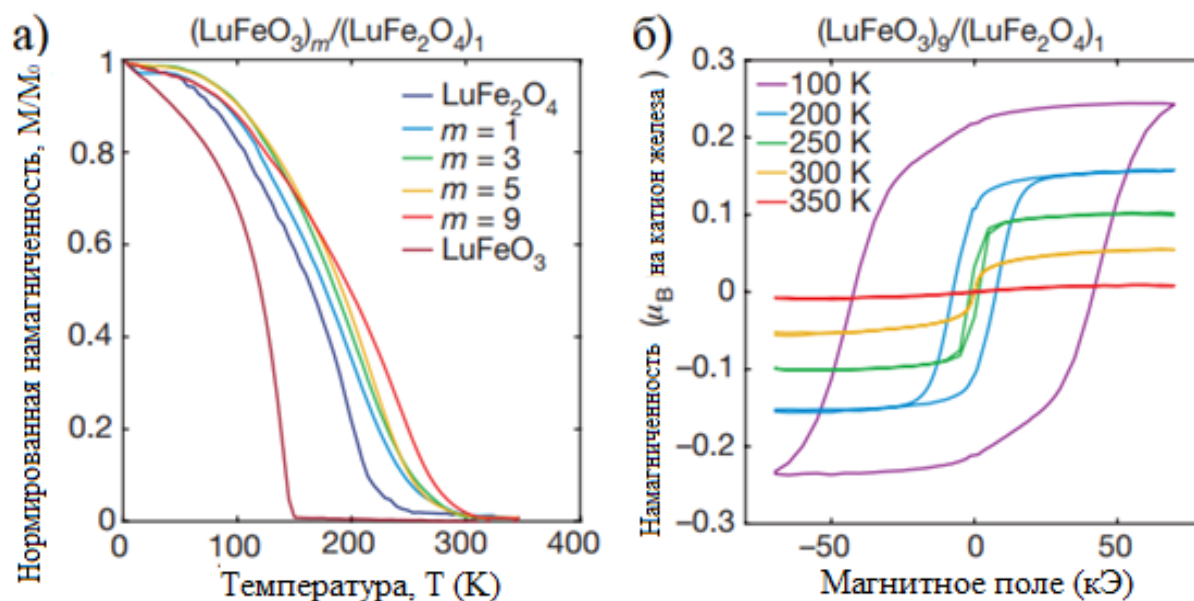 а)
(LuFeO₃)ₘ/(LuFe₂O₄)₁
Нормированная намагниченность, М/М₀
1
0.8
0.6
0.4
0.2
0
LuFe₂O₄
m = 1
m = 3
m = 5
m = 9
LuFeO₃
0 100 200 300 400
Температура, Т (К)
б)
(LuFeO₃)₉/(LuFe₂O₄)₁
Намагниченность (μ_B на катион железа )
0.3
0.2
0.1
0
−0.1
−0.2
−0.3
100 K
200 K
250 K
300 K
350 K
−50 0 50
Магнитное поле (кЭ)